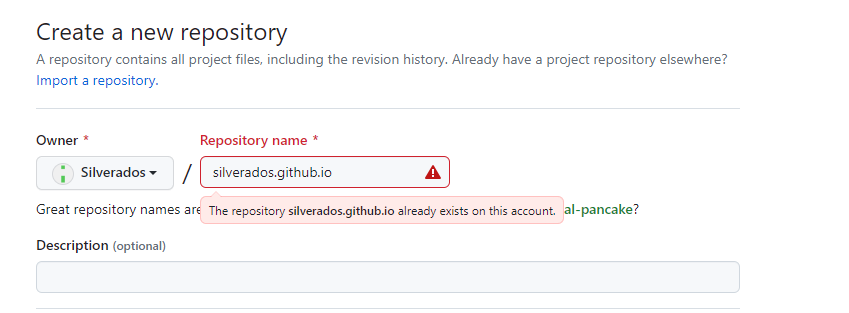 Create a new repository
A repository contains all project files, including the revision history. Already have a project repository elsewhere?
Import a repository.
Owner *
Repository name *
Silverados
/
silverados.github.io
Great repository names are
The repository silverados.github.io already exists on this account.
al-pancake?
Description (optional)